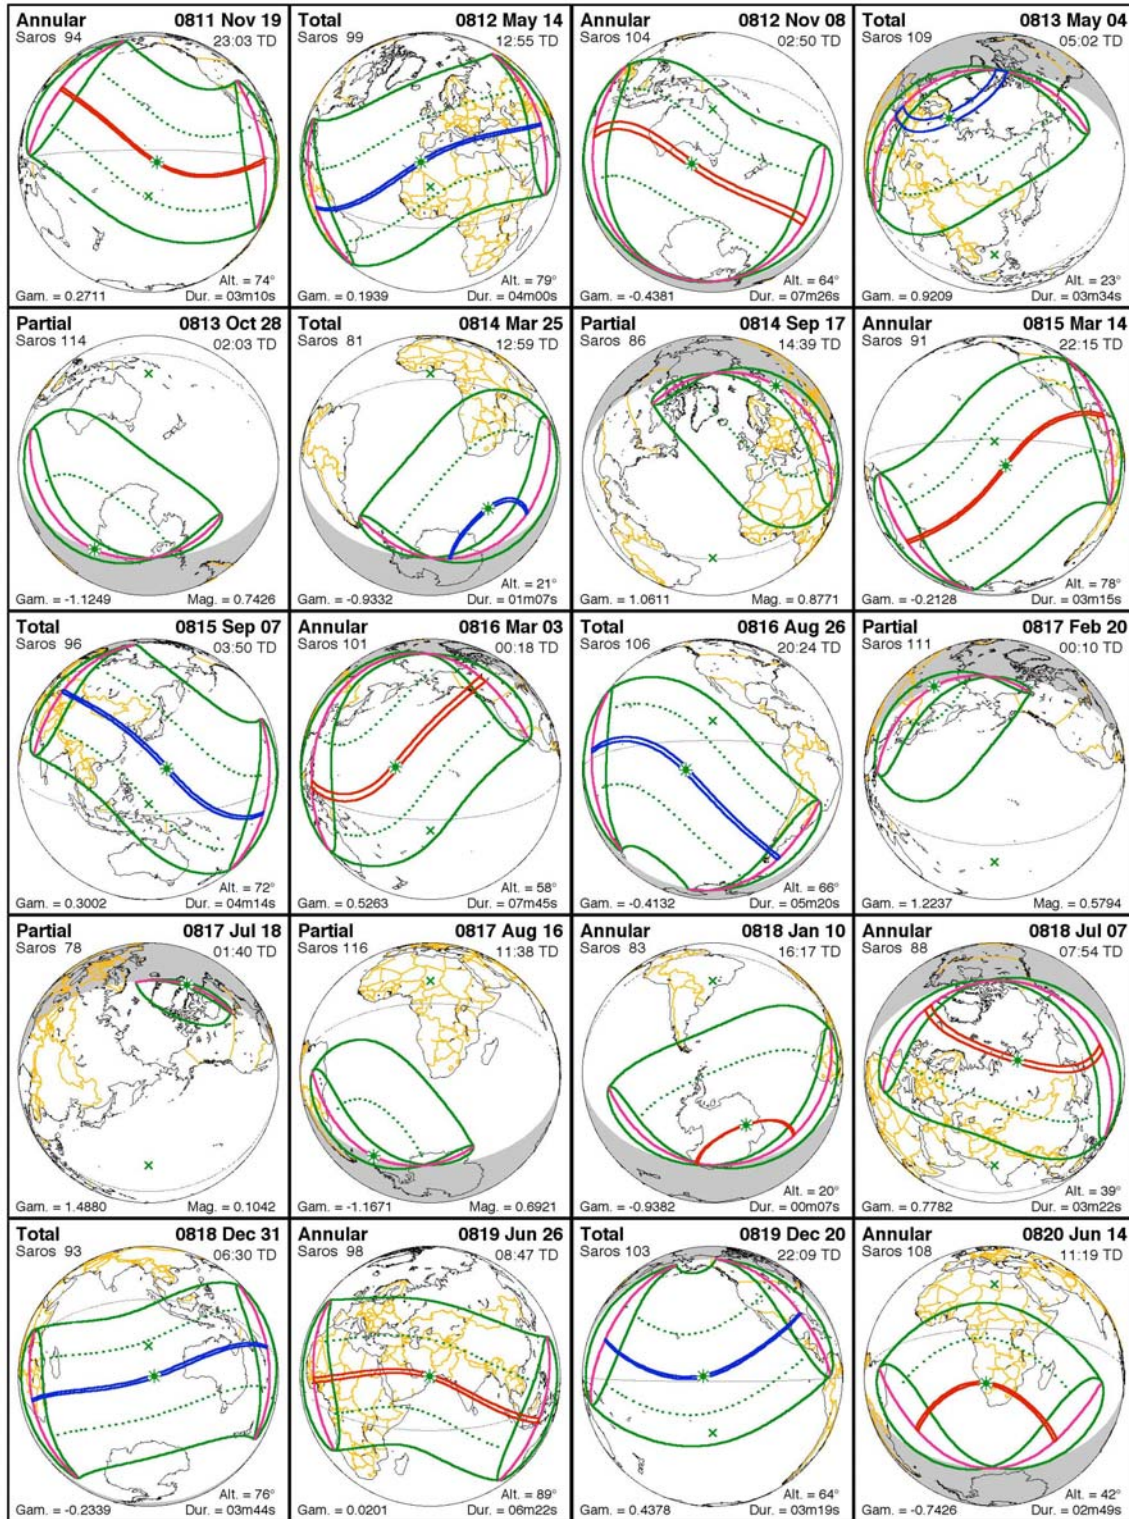 Annular 0811 Nov 19
Saros 94 23:03 TD
Alt. = 74°
Gam. = 0.2711 Dur. = 03m10s
Total 0812 May 14
Saros 99 12:55 TD
Alt. = 79°
Gam. = 0.1939 Dur. = 04m00s
Annular 0812 Nov 08
Saros 104 02:50 TD
Alt. = 64°
Gam. = -0.4381 Dur. = 07m26s
Total 0813 May 04
Saros 109 05:02 TD
Alt. = 23°
Gam. = 0.9209 Dur. = 03m34s
Partial 0813 Oct 28
Saros 114 02:03 TD
Gam. = -1.1249 Mag. = 0.7426
Total 0814 Mar 25
Saros 81 12:59 TD
Alt. = 21°
Gam. = -0.9332 Dur. = 01m07s
Partial 0814 Sep 17
Saros 86 14:39 TD
Gam. = 1.0611 Mag. = 0.8771
Annular 0815 Mar 14
Saros 91 22:15 TD
Alt. = 78°
Gam. = -0.2128 Dur. = 03m15s
Total 0815 Sep 07
Saros 96 03:50 TD
Alt. = 72°
Gam. = 0.3002 Dur. = 04m14s
Annular 0816 Mar 03
Saros 101 00:18 TD
Alt. = 58°
Gam. = 0.5263 Dur. = 07m45s
Total 0816 Aug 26
Saros 106 20:24 TD
Alt. = 66°
Gam. = -0.4132 Dur. = 05m20s
Partial 0817 Feb 20
Saros 111 00:10 TD
Gam. = 1.2237 Mag. = 0.5794
Partial 0817 Jul 18
Saros 78 01:40 TD
Gam. = 1.4880 Mag. = 0.1042
Partial 0817 Aug 16
Saros 116 11:38 TD
Gam. = -1.1671 Mag. = 0.6921
Annular 0818 Jan 10
Saros 83 16:17 TD
Alt. = 20°
Gam. = -0.9382 Dur. = 00m07s
Annular 0818 Jul 07
Saros 88 07:54 TD
Alt. = 39°
Gam. = 0.7782 Dur. = 03m22s
Total 0818 Dec 31
Saros 93 06:30 TD
Alt. = 76°
Gam. = -0.2339 Dur. = 03m44s
Annular 0819 Jun 26
Saros 98 08:47 TD
Alt. = 89°
Gam. = 0.0201 Dur. = 06m22s
Total 0819 Dec 20
Saros 103 22:09 TD
Alt. = 64°
Gam. = 0.4378 Dur. = 03m19s
Annular 0820 Jun 14
Saros 108 11:19 TD
Alt. = 42°
Gam. = -0.7426 Dur. = 02m49s